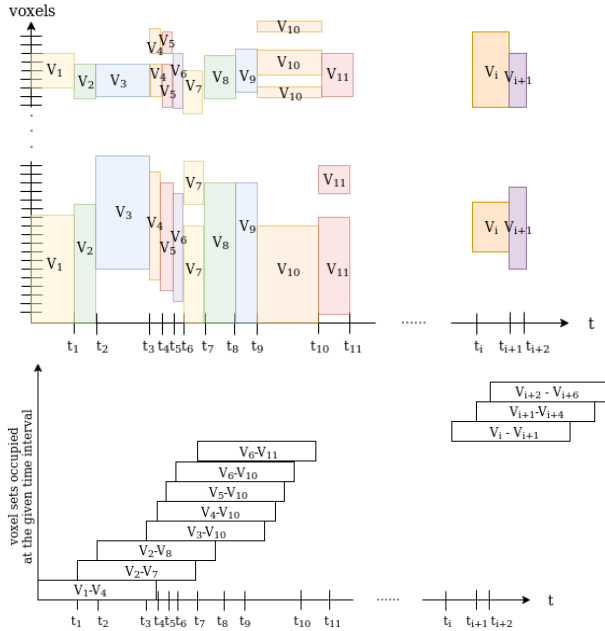 voxels
V₄ V₅ V₁₀
V₁ V₂ V₃ V₄ V₅ V₆ V₇ V₈ V₉ V₁₀ V₁₀ V₁₁ Vᵢ Vᵢ₊₁
V₇ V₁₁
V₁ V₂ V₃ V₄ V₅ V₆ V₇ V₈ V₉ V₁₀ V₁₁ Vᵢ Vᵢ₊₁
...... t
t₁ t₂ t₃ t₄ t₅ t₆ t₇ t₈ t₉ t₁₀ t₁₁ tᵢ tᵢ₊₁ tᵢ₊₂
voxel sets occupied
at the given time interval
Vᵢ₊₂ - Vᵢ₊₆
Vᵢ₊₁-Vᵢ₊₄
Vᵢ - Vᵢ₊₁
V₆-V₁₁
V₆-V₁₀
V₅-V₁₀
V₄-V₁₀
V₃-V₁₀
V₂-V₈
V₂-V₇
V₁-V₄
...... t
t₁ t₂ t₃ t₄ t₅ t₆ t₇ t₈ t₉ t₁₀ t₁₁ tᵢ tᵢ₊₁ tᵢ₊₂